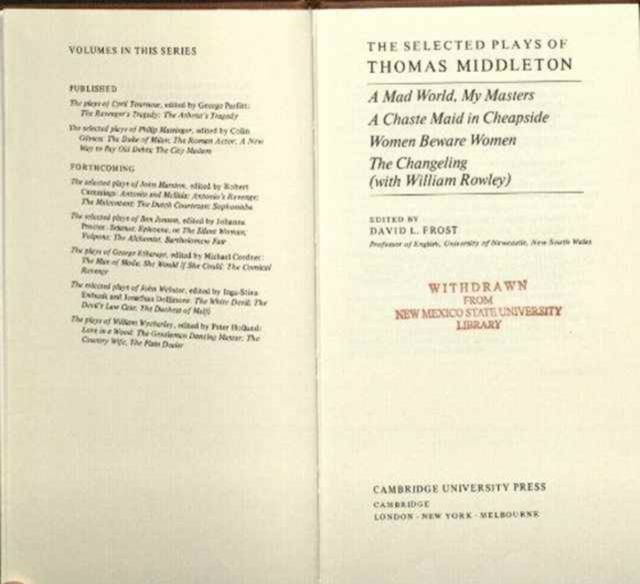 VOLUMES IN THIS SERIES
PUBLISHED
The plays of Cyril Tourneur, edited by George Parfitt:
The Revenger's Tragedy; The Atheist's Tragedy
The selected plays of Philip Massinger, edited by Colin
Gibson: The Duke of Milan; The Roman Actor; A New
Way to Pay Old Debts; The City Madam
FORTHCOMING
The selected plays of John Marston, edited by Robert
Cummings: Antonio and Mellida; Antonio's Revenge;
The Malcontent; The Dutch Courtezan; Sophonisba
The selected plays of Ben Jonson, edited by Johanna
Procter: Sejanus; Epicoene, or The Silent Woman;
Volpone; The Alchemist; Bartholomew Fair
The plays of George Etherege, edited by Michael Cordner:
The Man of Mode; She Would If She Could; The Comical
Revenge
The selected plays of John Webster, edited by Inga-Stina
Ewbank and Jonathan Dollimore: The White Devil; The
Devil's Law Case; The Duchess of Malfi
The plays of William Wycherley, edited by Peter Holland:
Love in a Wood; The Gentleman Dancing Master; The
Country Wife; The Plain Dealer
THE SELECTED PLAYS OF
THOMAS MIDDLETON
A Mad World, My Masters
A Chaste Maid in Cheapside
Women Beware Women
The Changeling
(with William Rowley)
EDITED BY
DAVID L. FROST
Professor of English, University of Newcastle, New South Wales
WITHDRAWN
FROM
NEW MEXICO STATE UNIVERSITY
LIBRARY
CAMBRIDGE UNIVERSITY PRESS
CAMBRIDGE
LONDON · NEW YORK · MELBOURNE